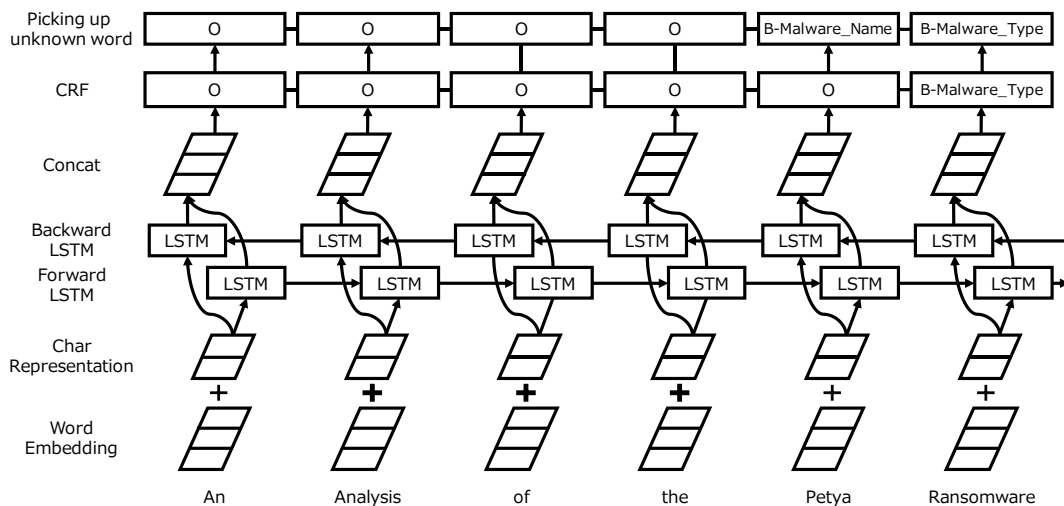 Picking up
unknown word
O O O O B-Malware_Name B-Malware_Type
CRF
O O O O O B-Malware_Type
Concat
Backward
LSTM
LSTM LSTM LSTM LSTM LSTM LSTM
Forward
LSTM
LSTM LSTM LSTM LSTM LSTM LSTM
Char
Representation
+ + + + + +
Word
Embedding
An Analysis of the Petya Ransomware